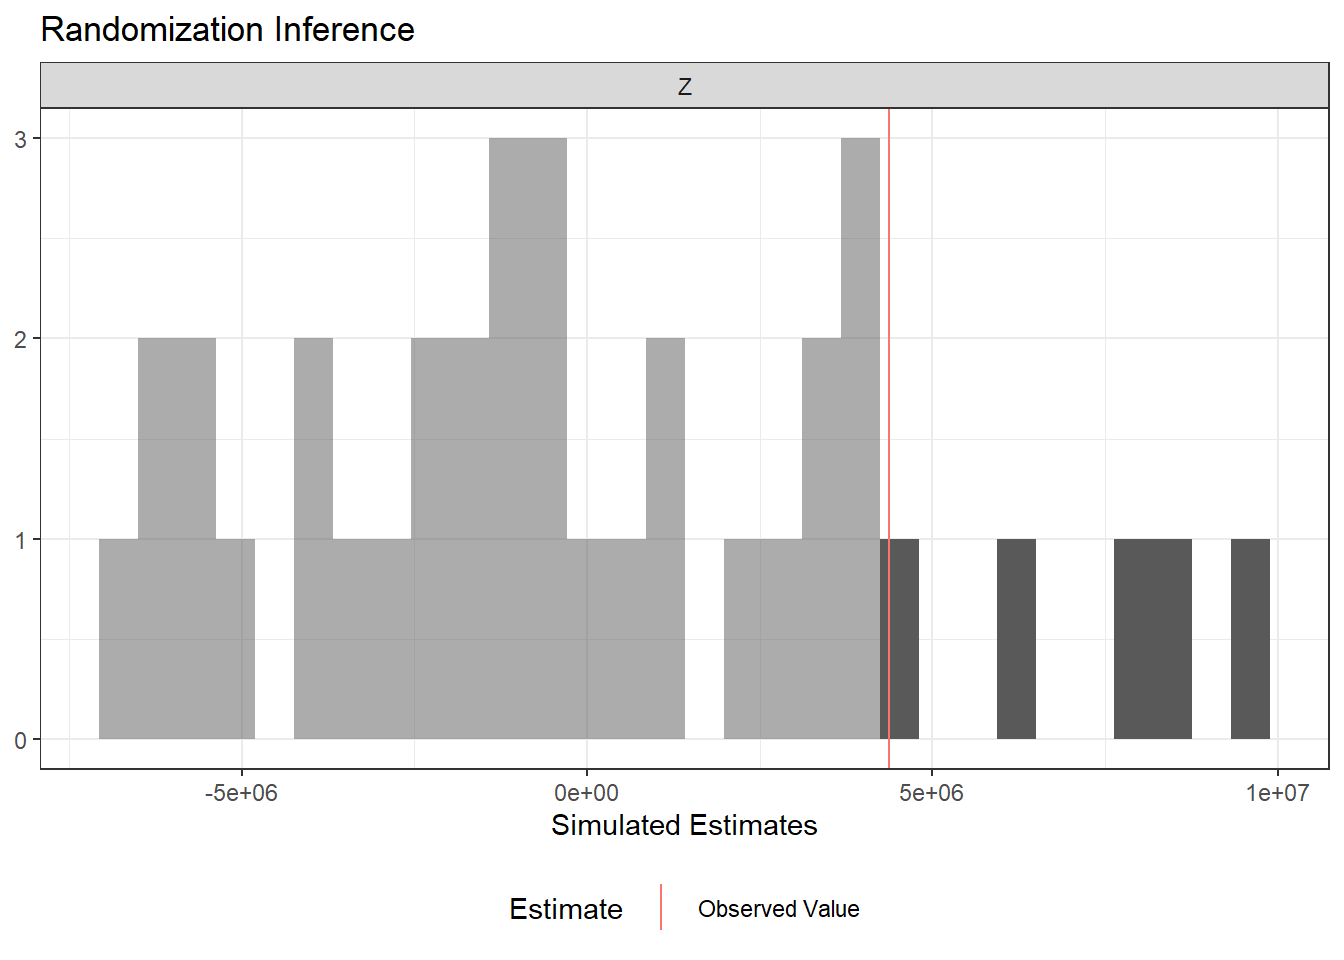 Randomization Inference
Z
3
2
1
0
-5e+06 0e+00 5e+06 1e+07
Simulated Estimates
Estimate Observed Value